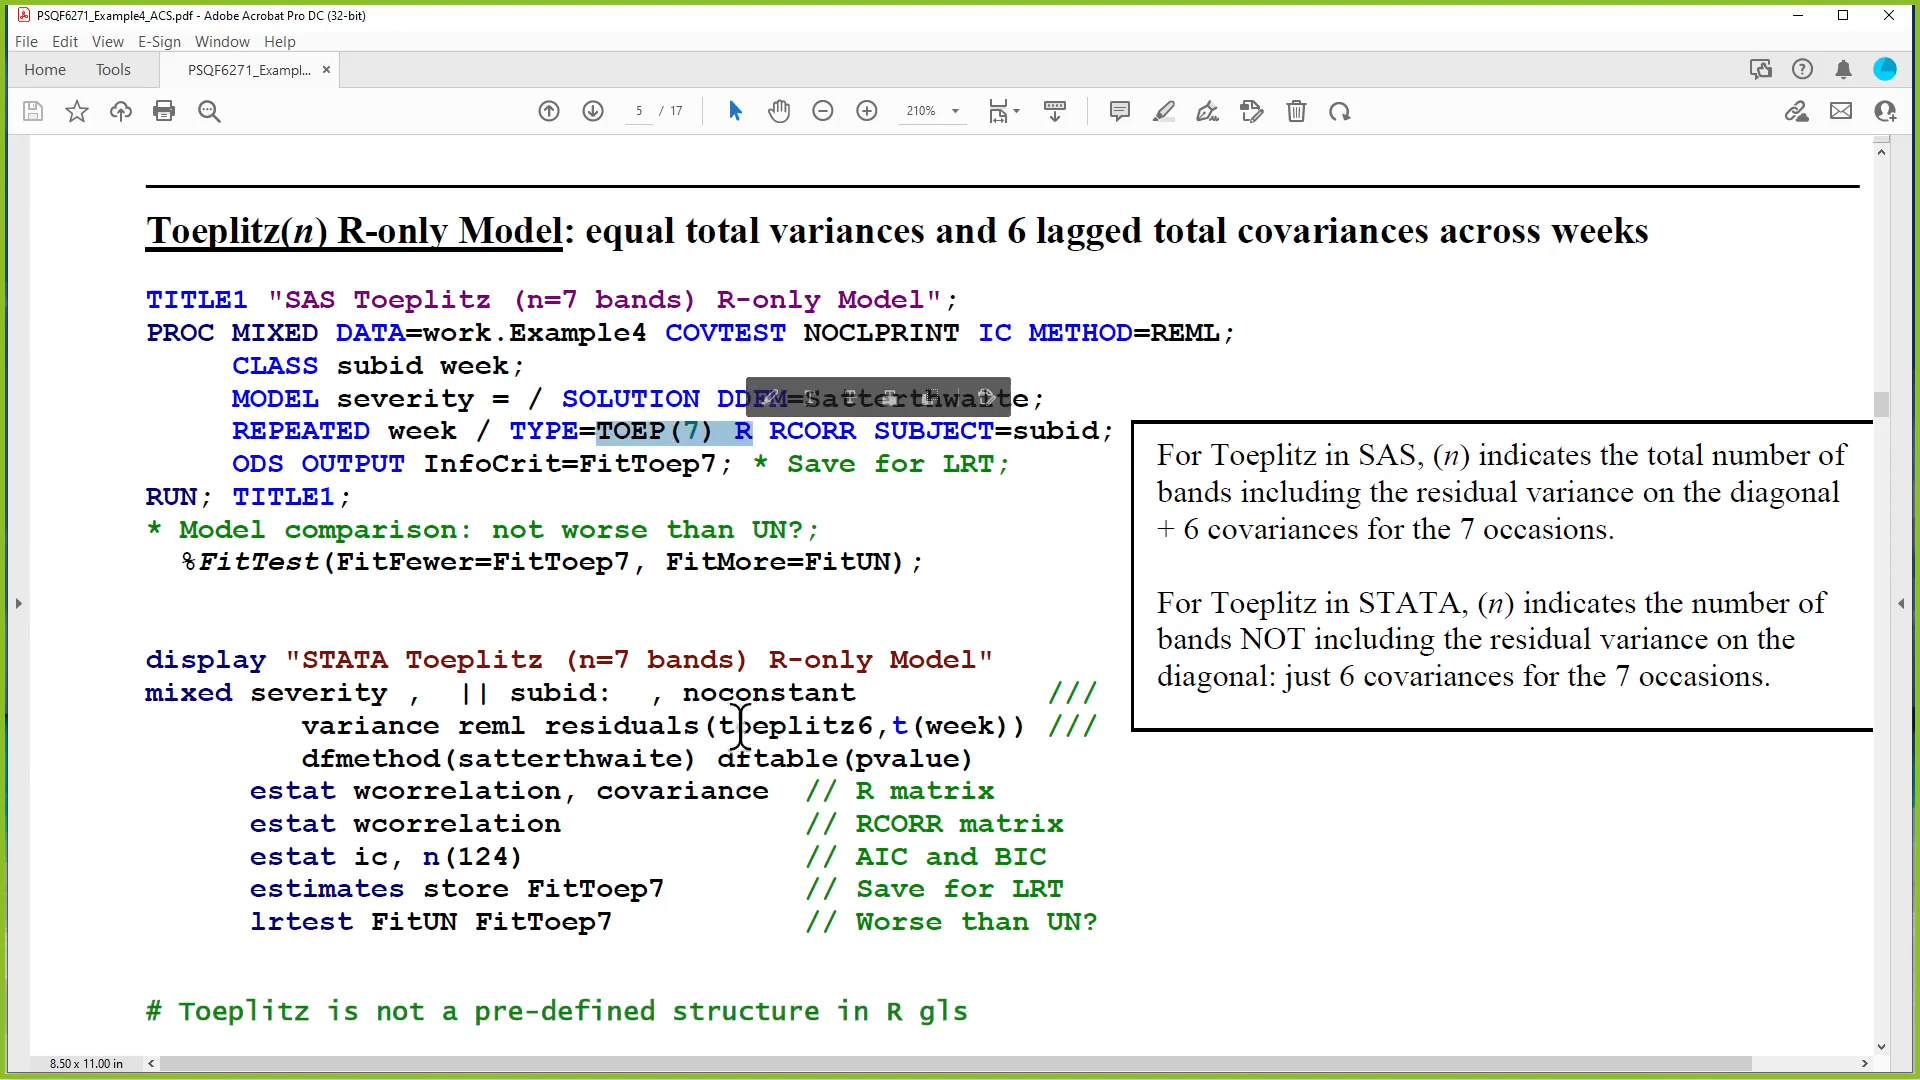 PSQF6271_Example4_ACS.pdf - Adobe Acrobat Pro DC (32-bit)
File Edit View E-Sign Window Help
Home Tools PSQF6271_Exampl... ×
5 / 17 210%
Toeplitz(n) R-only Model: equal total variances and 6 lagged total covariances across weeks
TITLE1 "SAS Toeplitz (n=7 bands) R-only Model";
PROC MIXED DATA=work.Example4 COVTEST NOCLPRINT IC METHOD=REML;
CLASS subid week;
MODEL severity = / SOLUTION DDFM=Satterthwaite;
REPEATED week / TYPE=TOEP(7) R RCORR SUBJECT=subid;
ODS OUTPUT InfoCrit=FitToep7; * Save for LRT;
RUN; TITLE1;
* Model comparison: not worse than UN?;
%FitTest(FitFewer=FitToep7, FitMore=FitUN);
For Toeplitz in SAS, (n) indicates the total number of
bands including the residual variance on the diagonal
+ 6 covariances for the 7 occasions.
For Toeplitz in STATA, (n) indicates the number of
bands NOT including the residual variance on the
diagonal: just 6 covariances for the 7 occasions.
display "STATA Toeplitz (n=7 bands) R-only Model"
mixed severity , || subid: , noconstant ///
variance reml residuals(toeplitz6,t(week)) ///
dfmethod(satterthwaite) dftable(pvalue)
estat wcorrelation, covariance // R matrix
estat wcorrelation // RCORR matrix
estat ic, n(124) // AIC and BIC
estimates store FitToep7 // Save for LRT
lrtest FitUN FitToep7 // Worse than UN?
# Toeplitz is not a pre-defined structure in R gls
8.50 x 11.00 in